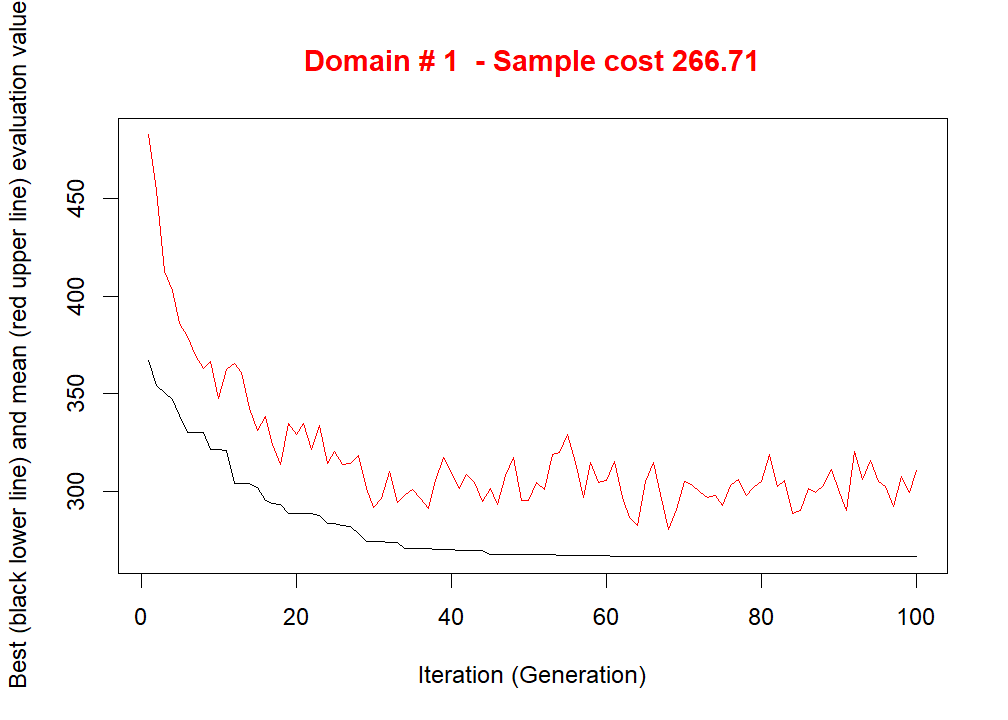 Domain # 1  - Sample cost 266.71
Best (black lower line) and mean (red upper line) evaluation value
450
400
350
300
0 20 40 60 80 100
Iteration (Generation)